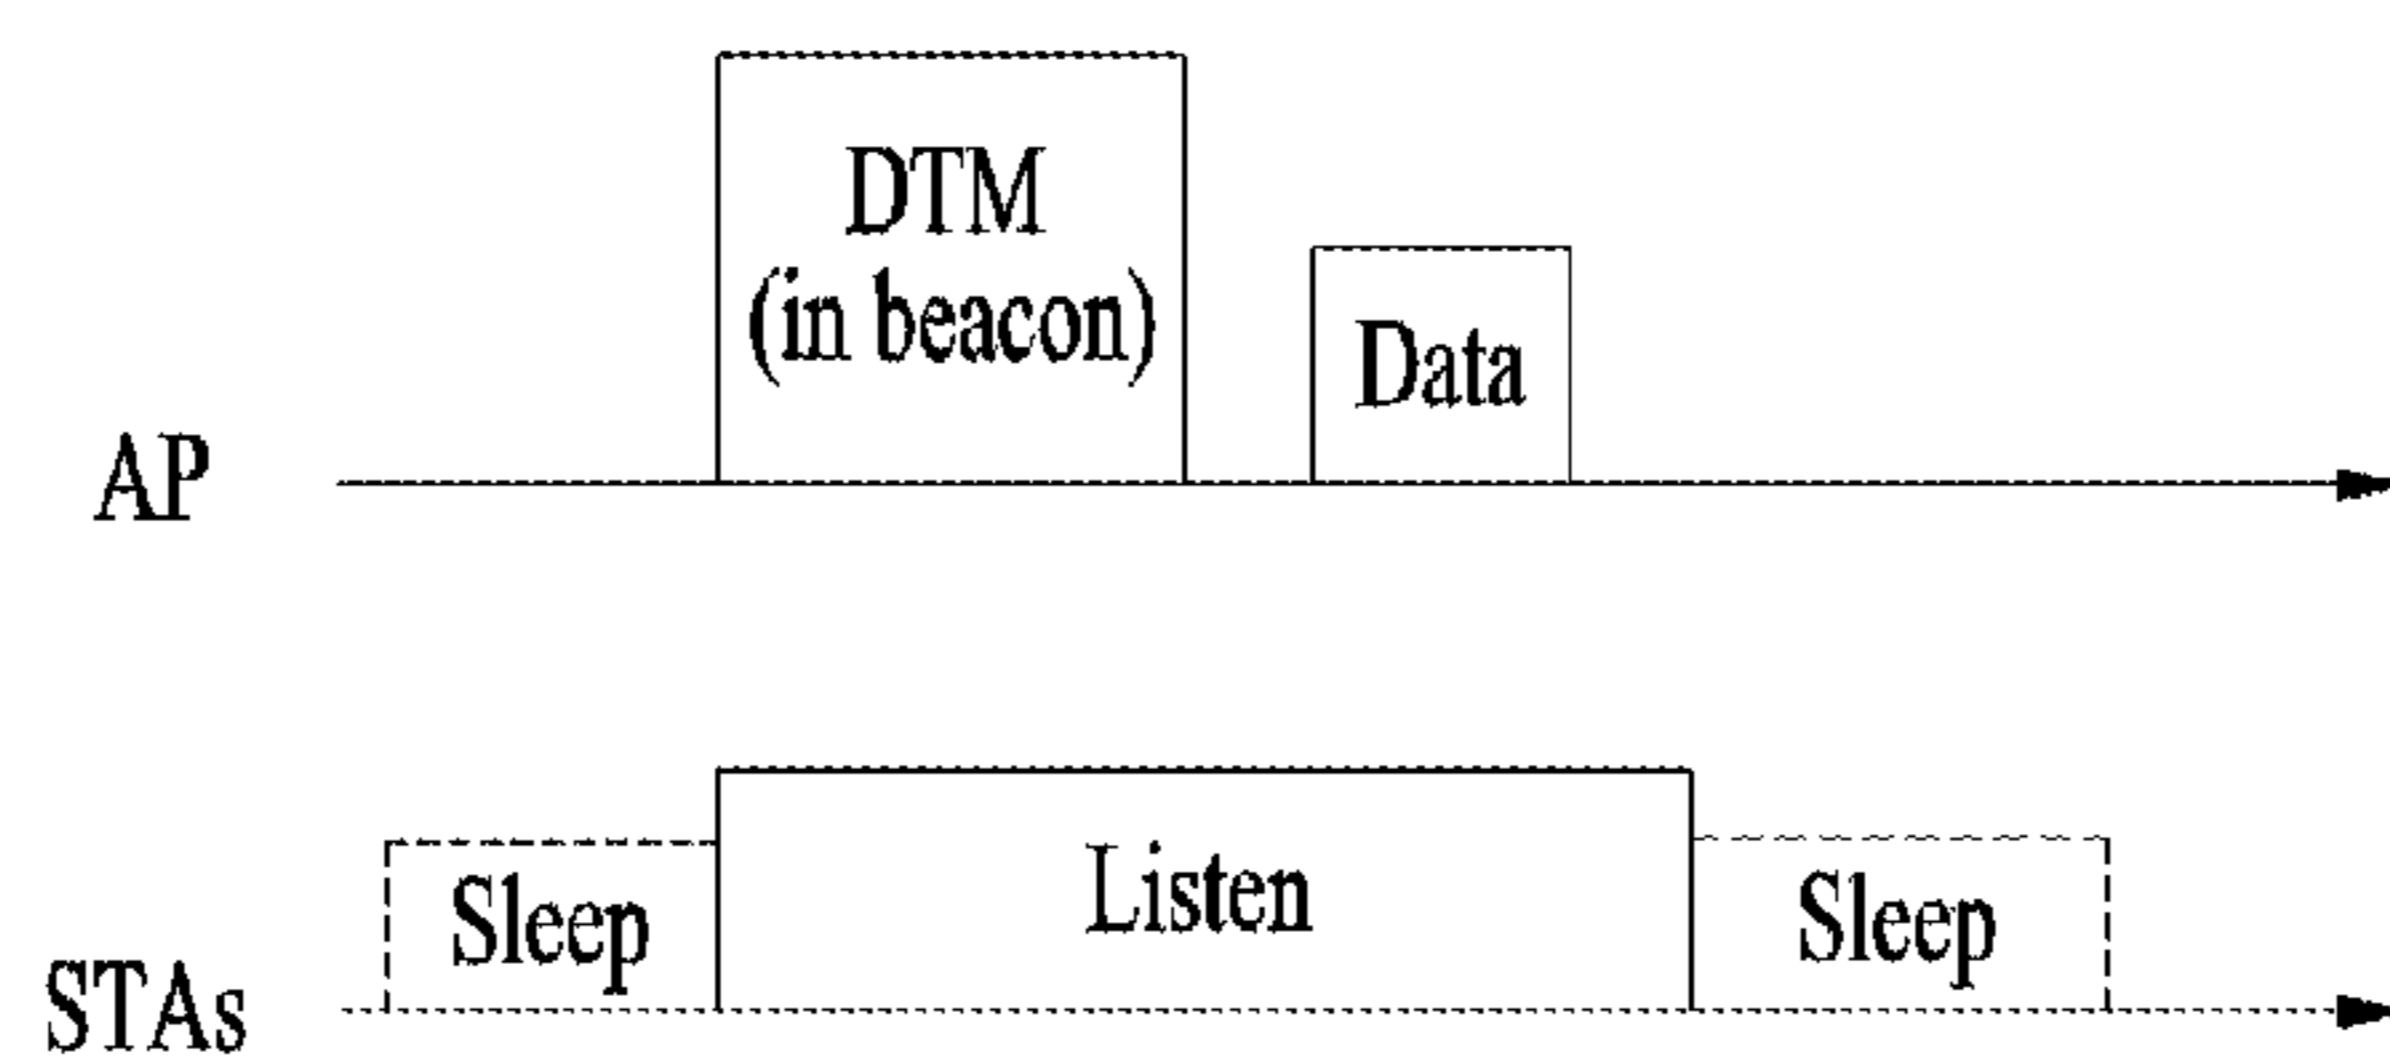 DTM
(in beacon)
Data
AP
Listen
Sleep
Sleep
STAs